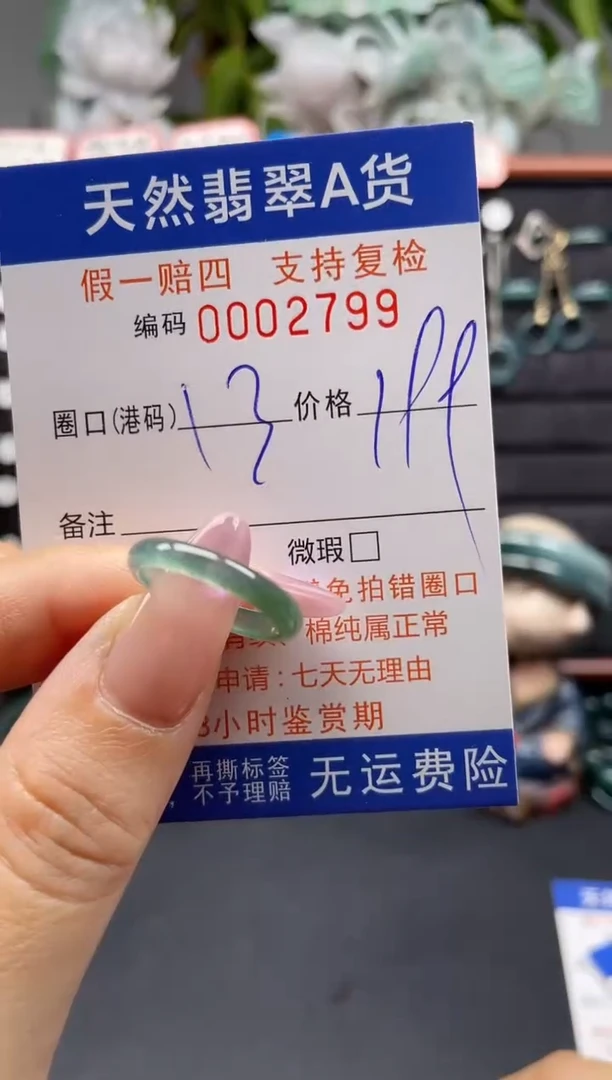 天然翡翠A货
假一赔四 支持复检
编码 0002799
圈口(港码) 13 价格 199
备注
微瑕
免拍错圈口
棉纯属正常
申请:七天无理由
8小时鉴赏期
再撕标签
不予理赔
无运费险